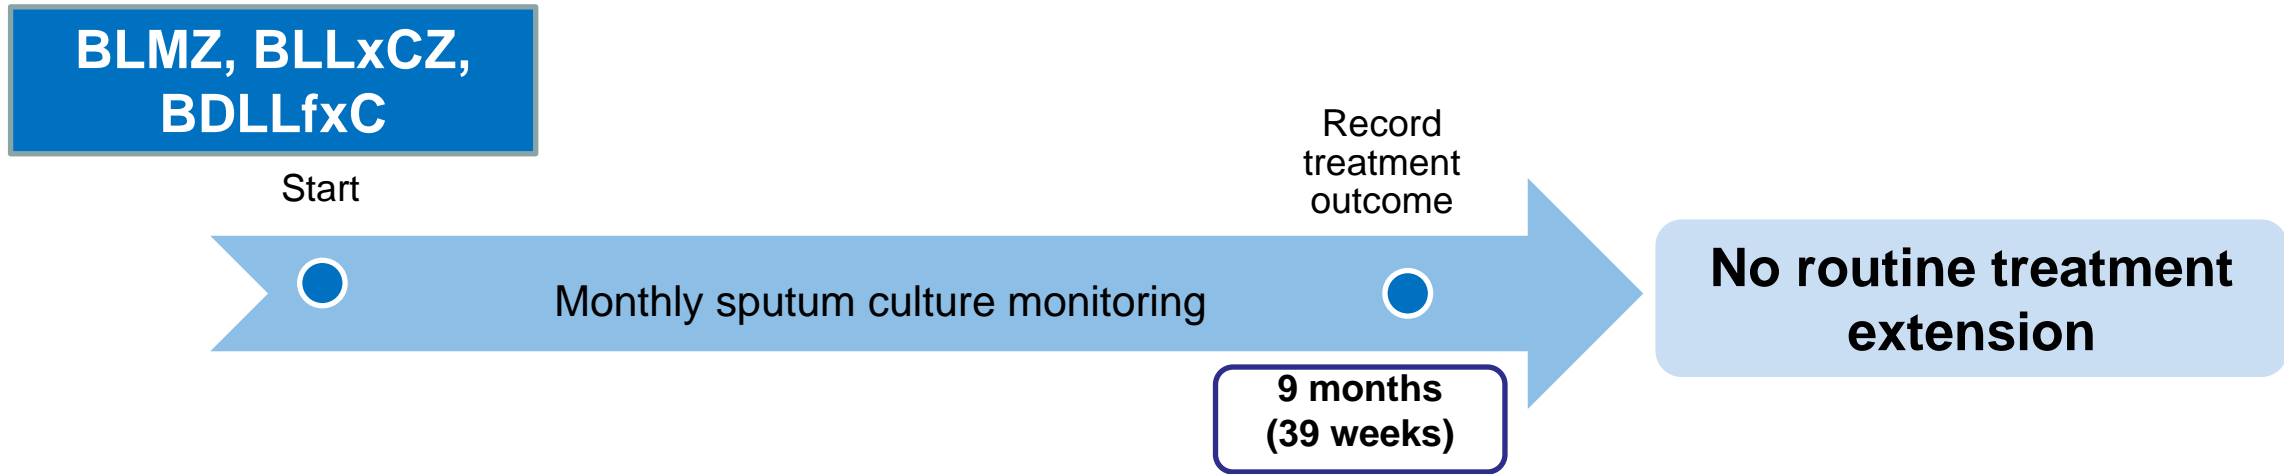 BLMZ, BLLxCZ,
BDLLfxC
Start
Record
treatment
outcome
Monthly sputum culture monitoring
9 months
(39 weeks)
No routine treatment
extension